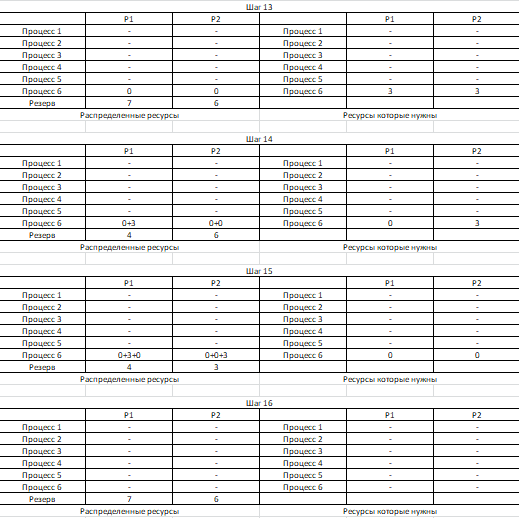 Шаг 13
P1 P2 P1 P2
Процесс 1 - - Процесс 1 - -
Процесс 2 - - Процесс 2 - -
Процесс 3 - - Процесс 3 - -
Процесс 4 - - Процесс 4 - -
Процесс 5 - - Процесс 5 - -
Процесс 6 0 0 Процесс 6 3 3
Резерв 7 6
Распределенные ресурсы Ресурсы которые нужны
Шаг 14
P1 P2 P1 P2
Процесс 1 - - Процесс 1 - -
Процесс 2 - - Процесс 2 - -
Процесс 3 - - Процесс 3 - -
Процесс 4 - - Процесс 4 - -
Процесс 5 - - Процесс 5 - -
Процесс 6 0+3 0+0 Процесс 6 0 3
Резерв 4 6
Распределенные ресурсы Ресурсы которые нужны
Шаг 15
P1 P2 P1 P2
Процесс 1 - - Процесс 1 - -
Процесс 2 - - Процесс 2 - -
Процесс 3 - - Процесс 3 - -
Процесс 4 - - Процесс 4 - -
Процесс 5 - - Процесс 5 - -
Процесс 6 0+3+0 0+0+3 Процесс 6 0 0
Резерв 4 3
Распределенные ресурсы Ресурсы которые нужны
Шаг 16
P1 P2 P1 P2
Процесс 1 - - Процесс 1 - -
Процесс 2 - - Процесс 2 - -
Процесс 3 - - Процесс 3 - -
Процесс 4 - - Процесс 4 - -
Процесс 5 - - Процесс 5 - -
Процесс 6 - - Процесс 6 - -
Резерв 7 6
Распределенные ресурсы Ресурсы которые нужны